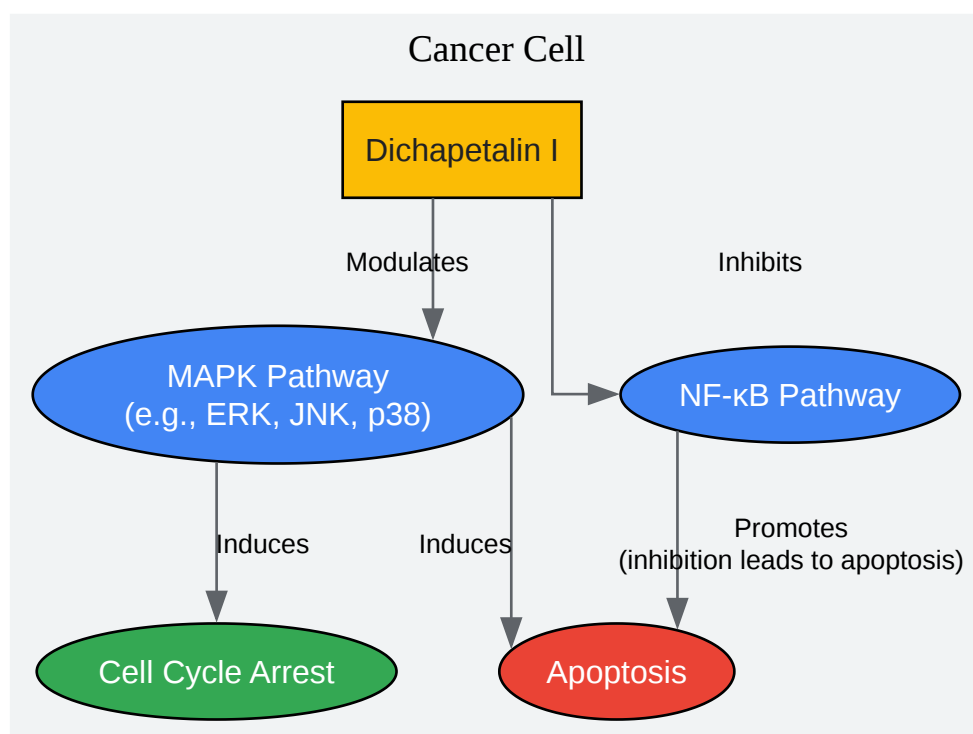 Cancer Cell
Dichapetalin I
Modulates
Inhibits
MAPK Pathway
(e.g., ERK, JNK, p38)
NF-κB Pathway
Induces
Induces
Promotes
(inhibition leads to apoptosis)
Cell Cycle Arrest
Apoptosis